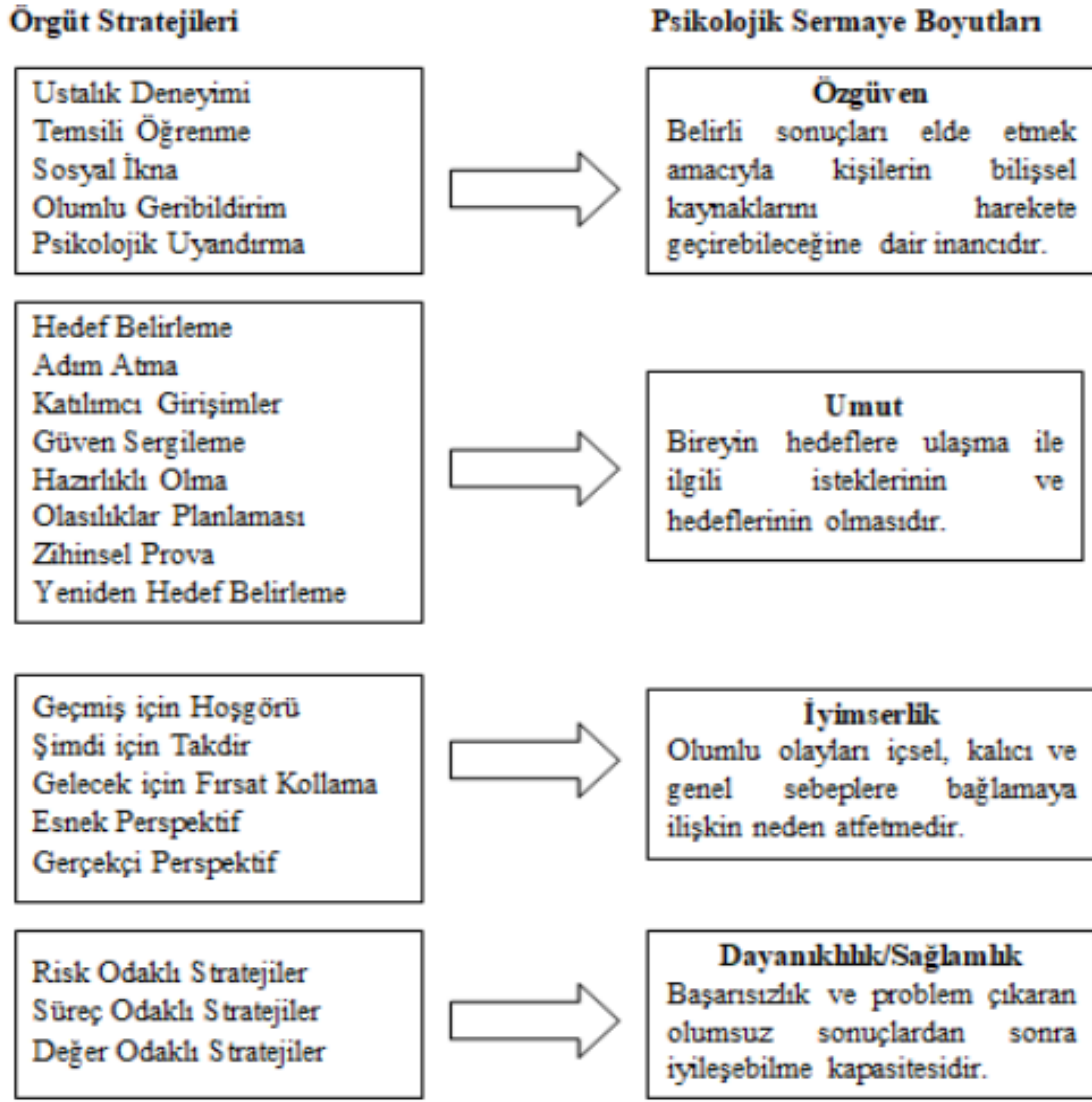 Örgüt Stratejileri
Psikolojik Sermaye Boyutları
Ustalık Deneyimi
Temsili Öğrenme
Sosyal İkna
Olumlu Geribildirim
Psikolojik Uyandırma
Özgüven
Belirli sonuçları elde etmek
amacıyla kişilerin bilişsel
kaynaklarını harekete
geçirebileceğine dair inancıdır.
Hedef Belirleme
Adım Atma
Katılımcı Girişimler
Güven Sergileme
Hazırlıklı Olma
Olasılıklar Planlaması
Zihinsel Prova
Yeniden Hedef Belirleme
Umut
Bireyin hedeflere ulaşma ile
ilgili isteklerinin ve
hedeflerinin olmasıdır.
Geçmiş için Hoşgörü
Şimdi için Takdir
Gelecek için Fırsat Kollama
Esnek Perspektif
Gerçekçi Perspektif
İyimserlik
Olumlu olayları içsel, kalıcı ve
genel sebeplere bağlamaya
ilişkin neden atfetmedir.
Risk Odaklı Stratejiler
Süreç Odaklı Stratejiler
Değer Odaklı Stratejiler
Dayanıklılık/Sağlamlık
Başarısızlık ve problem çıkaran
olumsuz sonuçlardan sonra
iyileşebilme kapasitesidir.